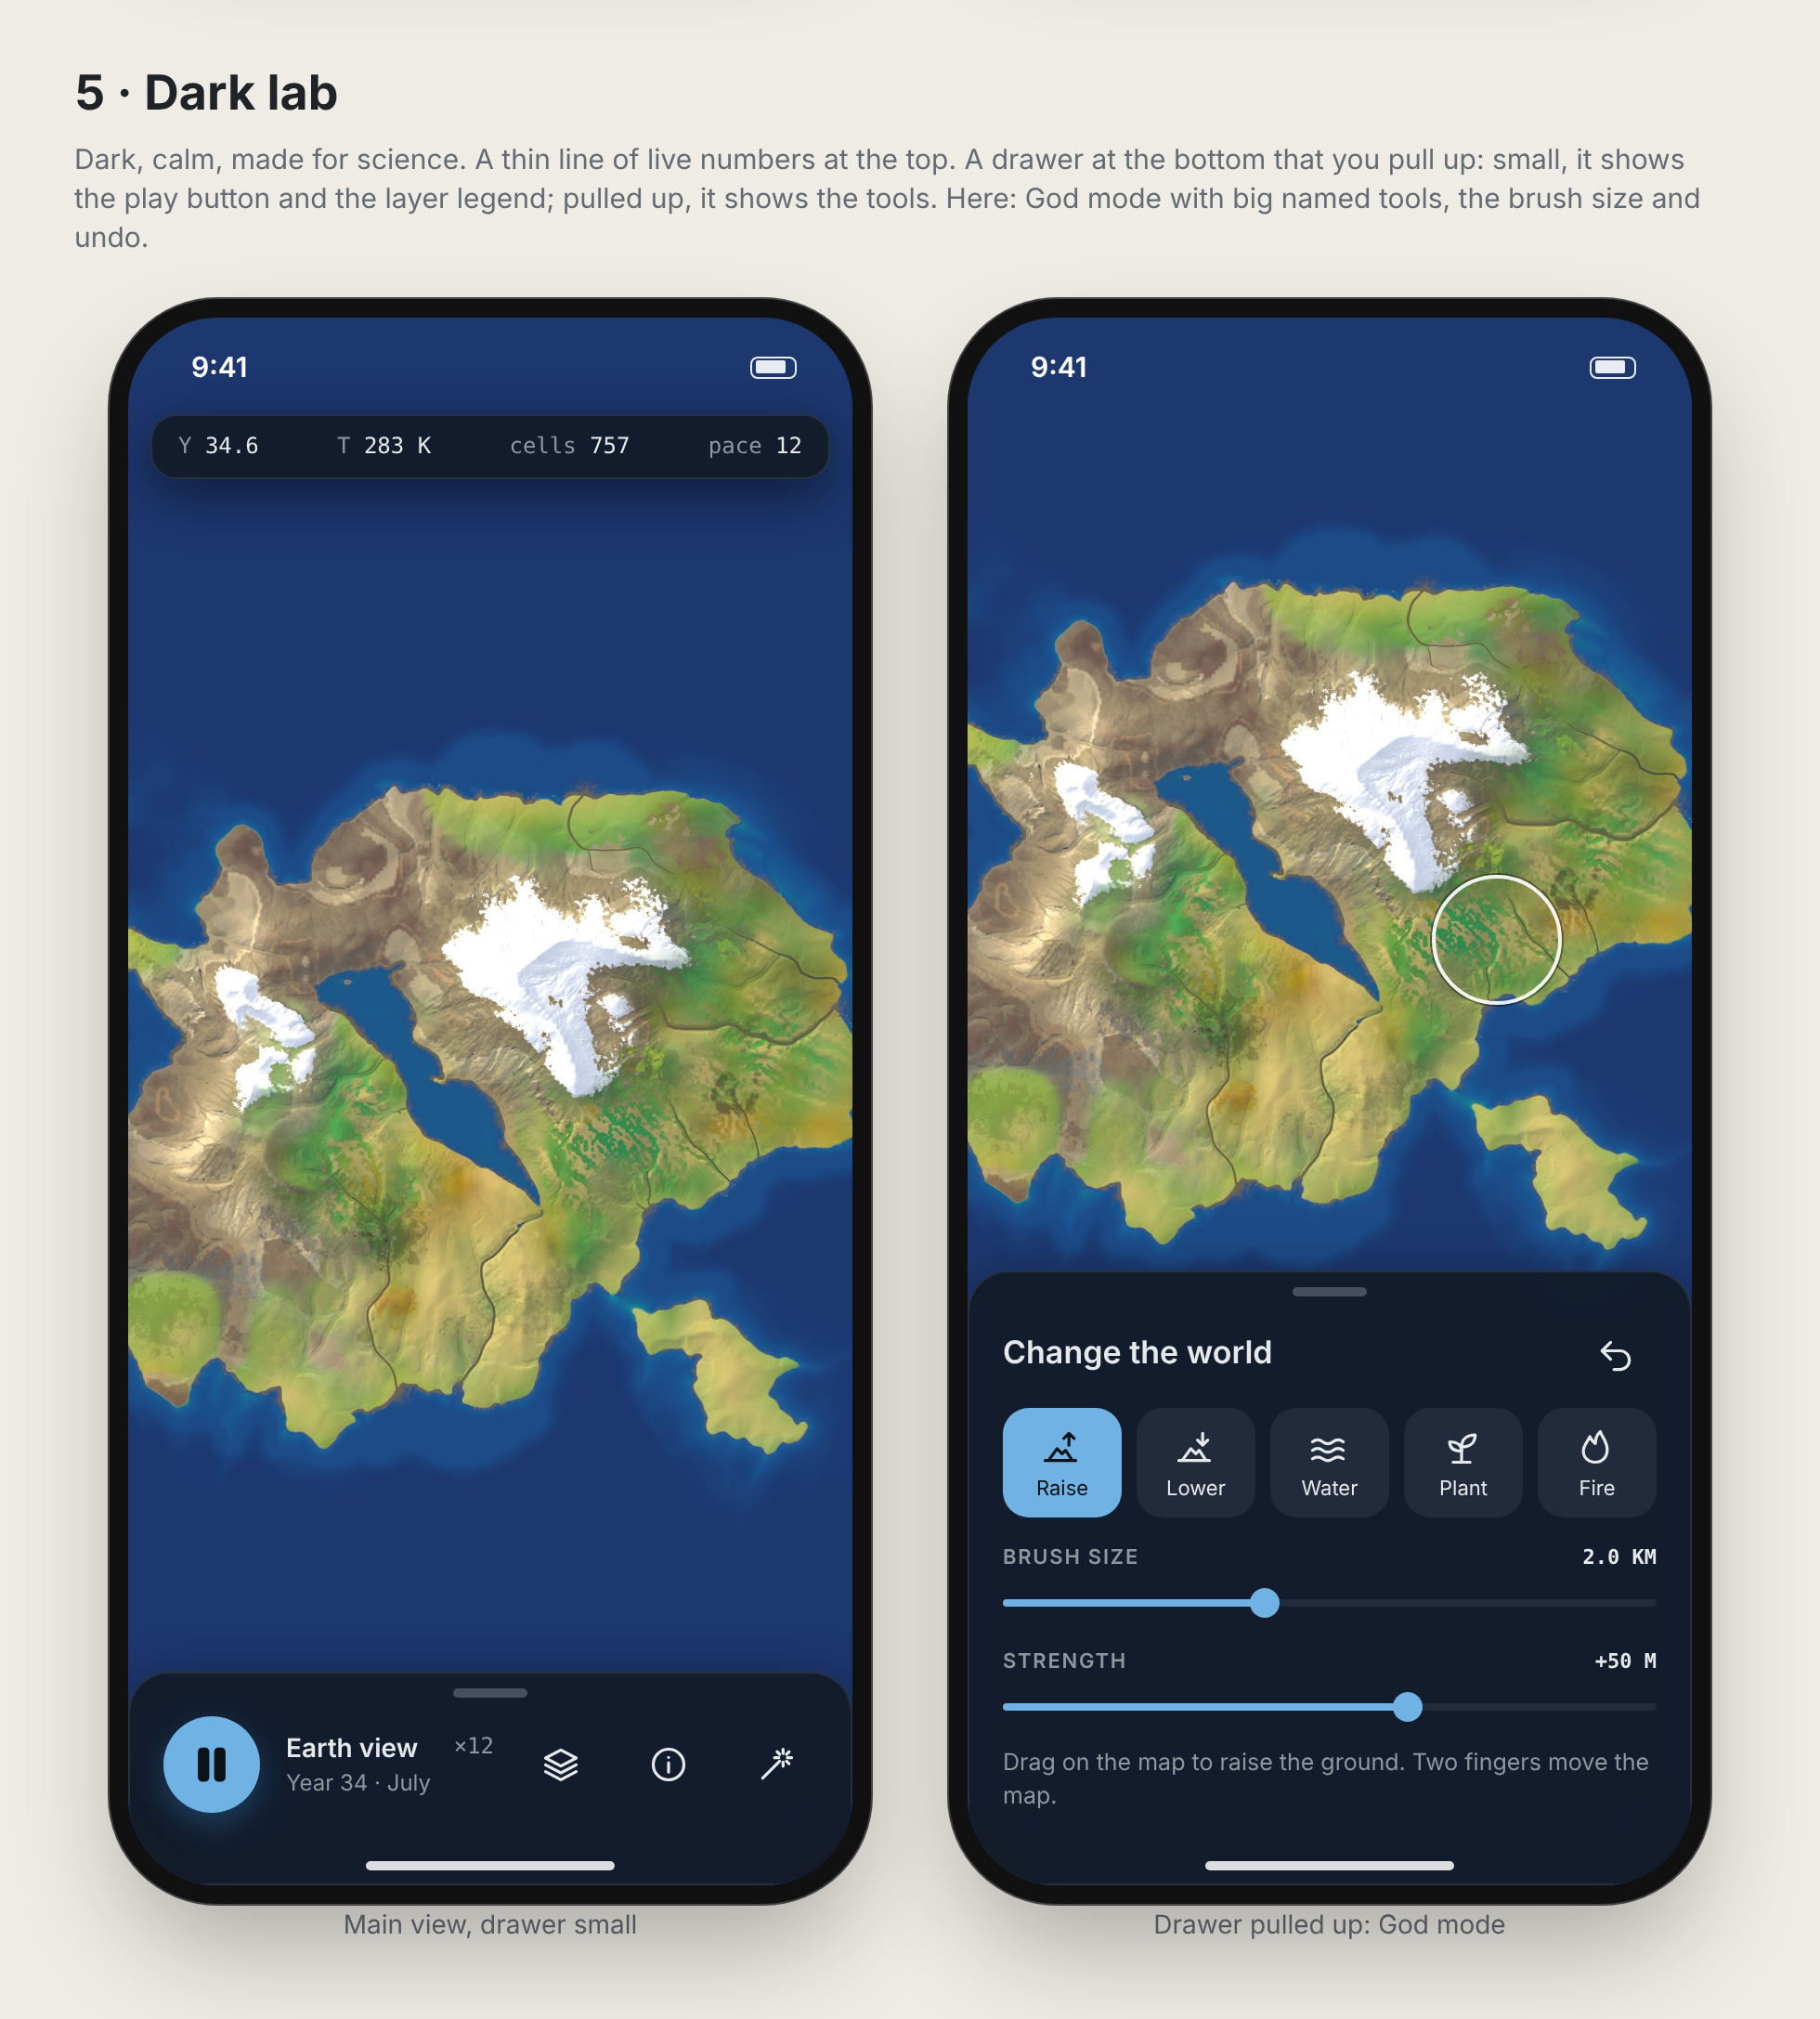 5 · Dark lab
Dark, calm, made for science. A thin line of live numbers at the top. A drawer at the bottom that you pull up: small, it shows
the play button and the layer legend; pulled up, it shows the tools. Here: God mode with big named tools, the brush size and
undo.
9:41
Y 34.6 T 283 K cells 757 pace 12
Earth view ×12
Year 34 · July
Main view, drawer small
9:41
Change the world
Raise Lower Water Plant Fire
BRUSH SIZE 2.0 KM
STRENGTH +50 M
Drag on the map to raise the ground. Two fingers move the
map.
Drawer pulled up: God mode